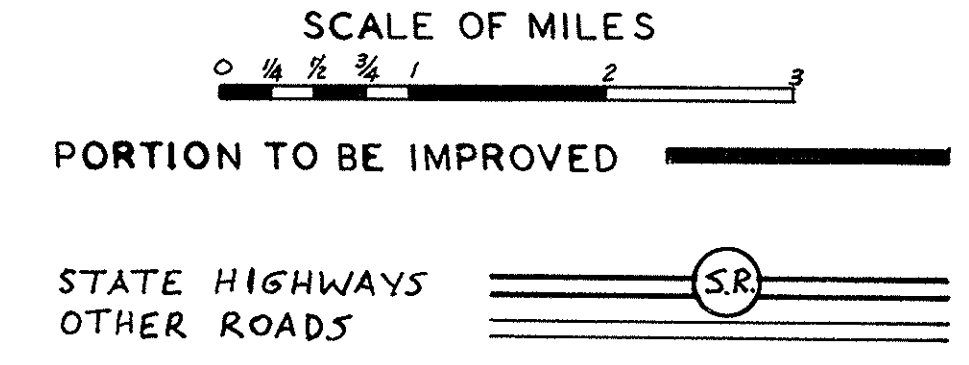 SCALE OF MILES
0 1/4 1/2 3/4 1 2 3
PORTION TO BE IMPROVED
STATE HIGHWAYS S.R.
OTHER ROADS